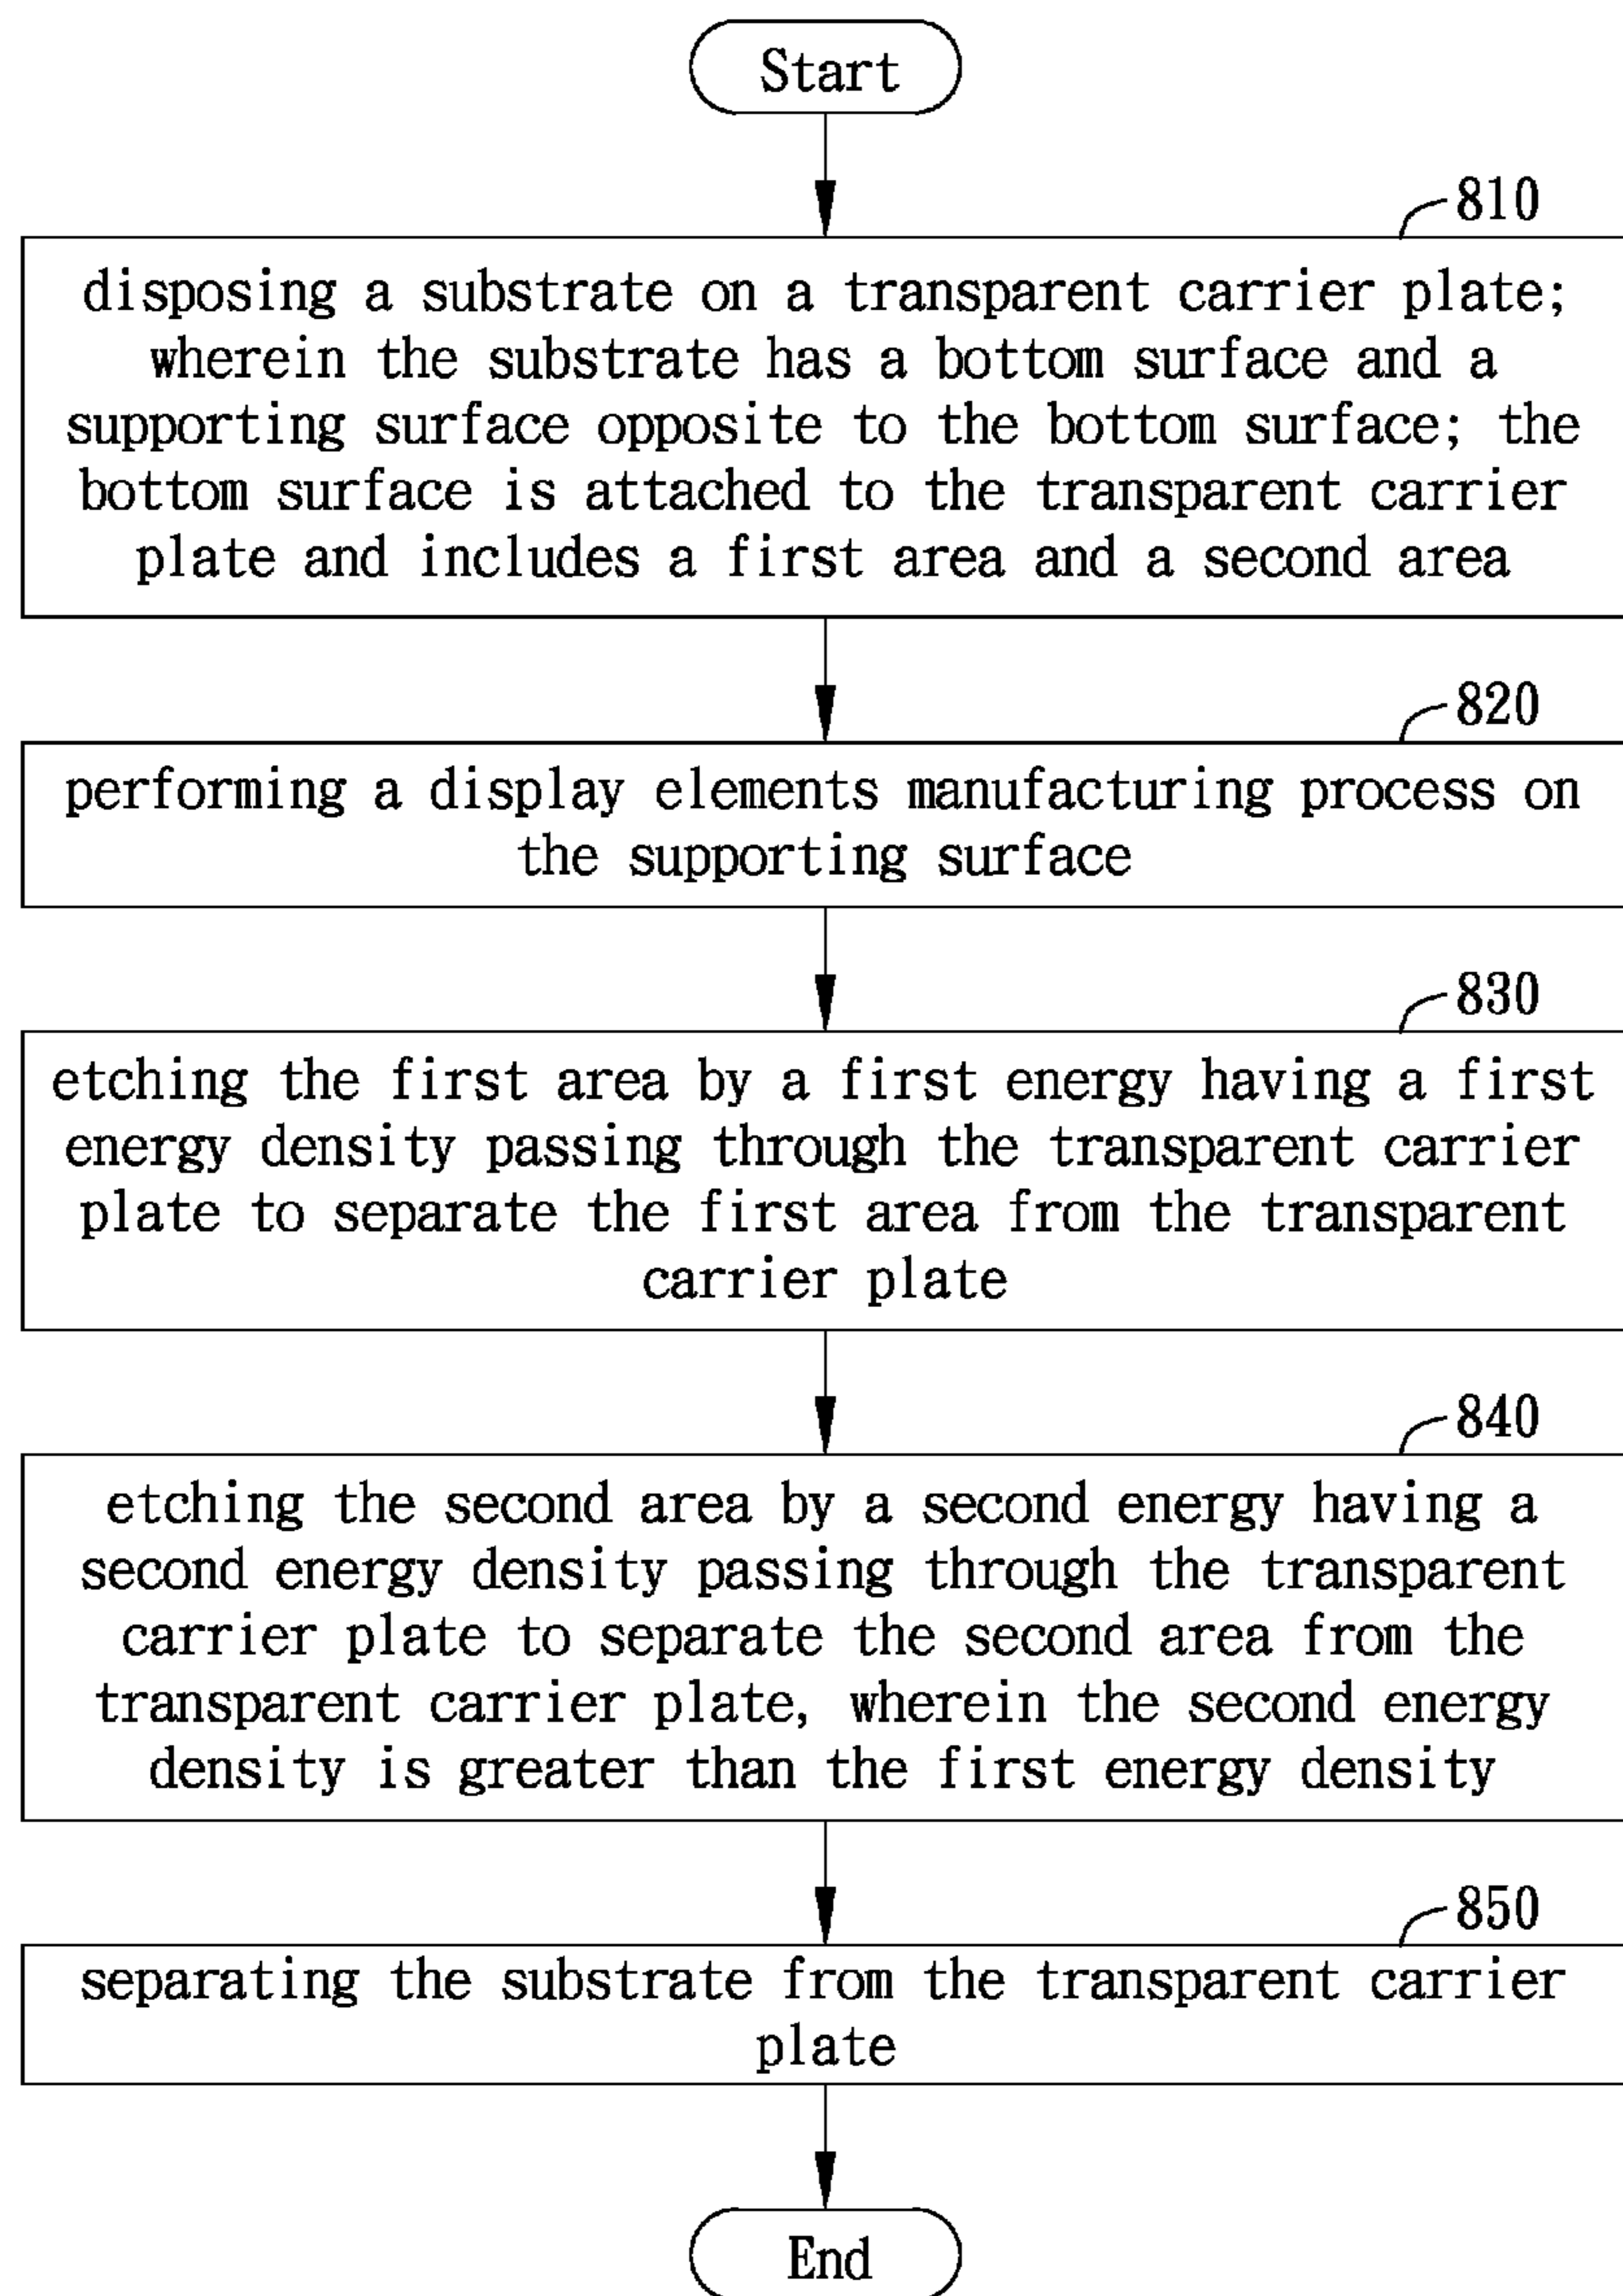 Start
810
disposing a substrate on a transparent carrier plate;
wherein the substrate has a bottom surface and a
supporting surface opposite to the bottom surface; the
bottom surface is attached to the transparent carrier
plate and includes a first area and a second area
820
performing a display elements manufacturing process on
the supporting surface
830
etching the first area by a first energy having a first
energy density passing through the transparent carrier
plate to separate the first area from the transparent
carrier plate
840
etching the second area by a second energy having a
second energy density passing through the transparent
carrier plate to separate the second area from the
transparent carrier plate, wherein the second energy
density is greater than the first energy density
850
separating the substrate from the transparent carrier
plate
End